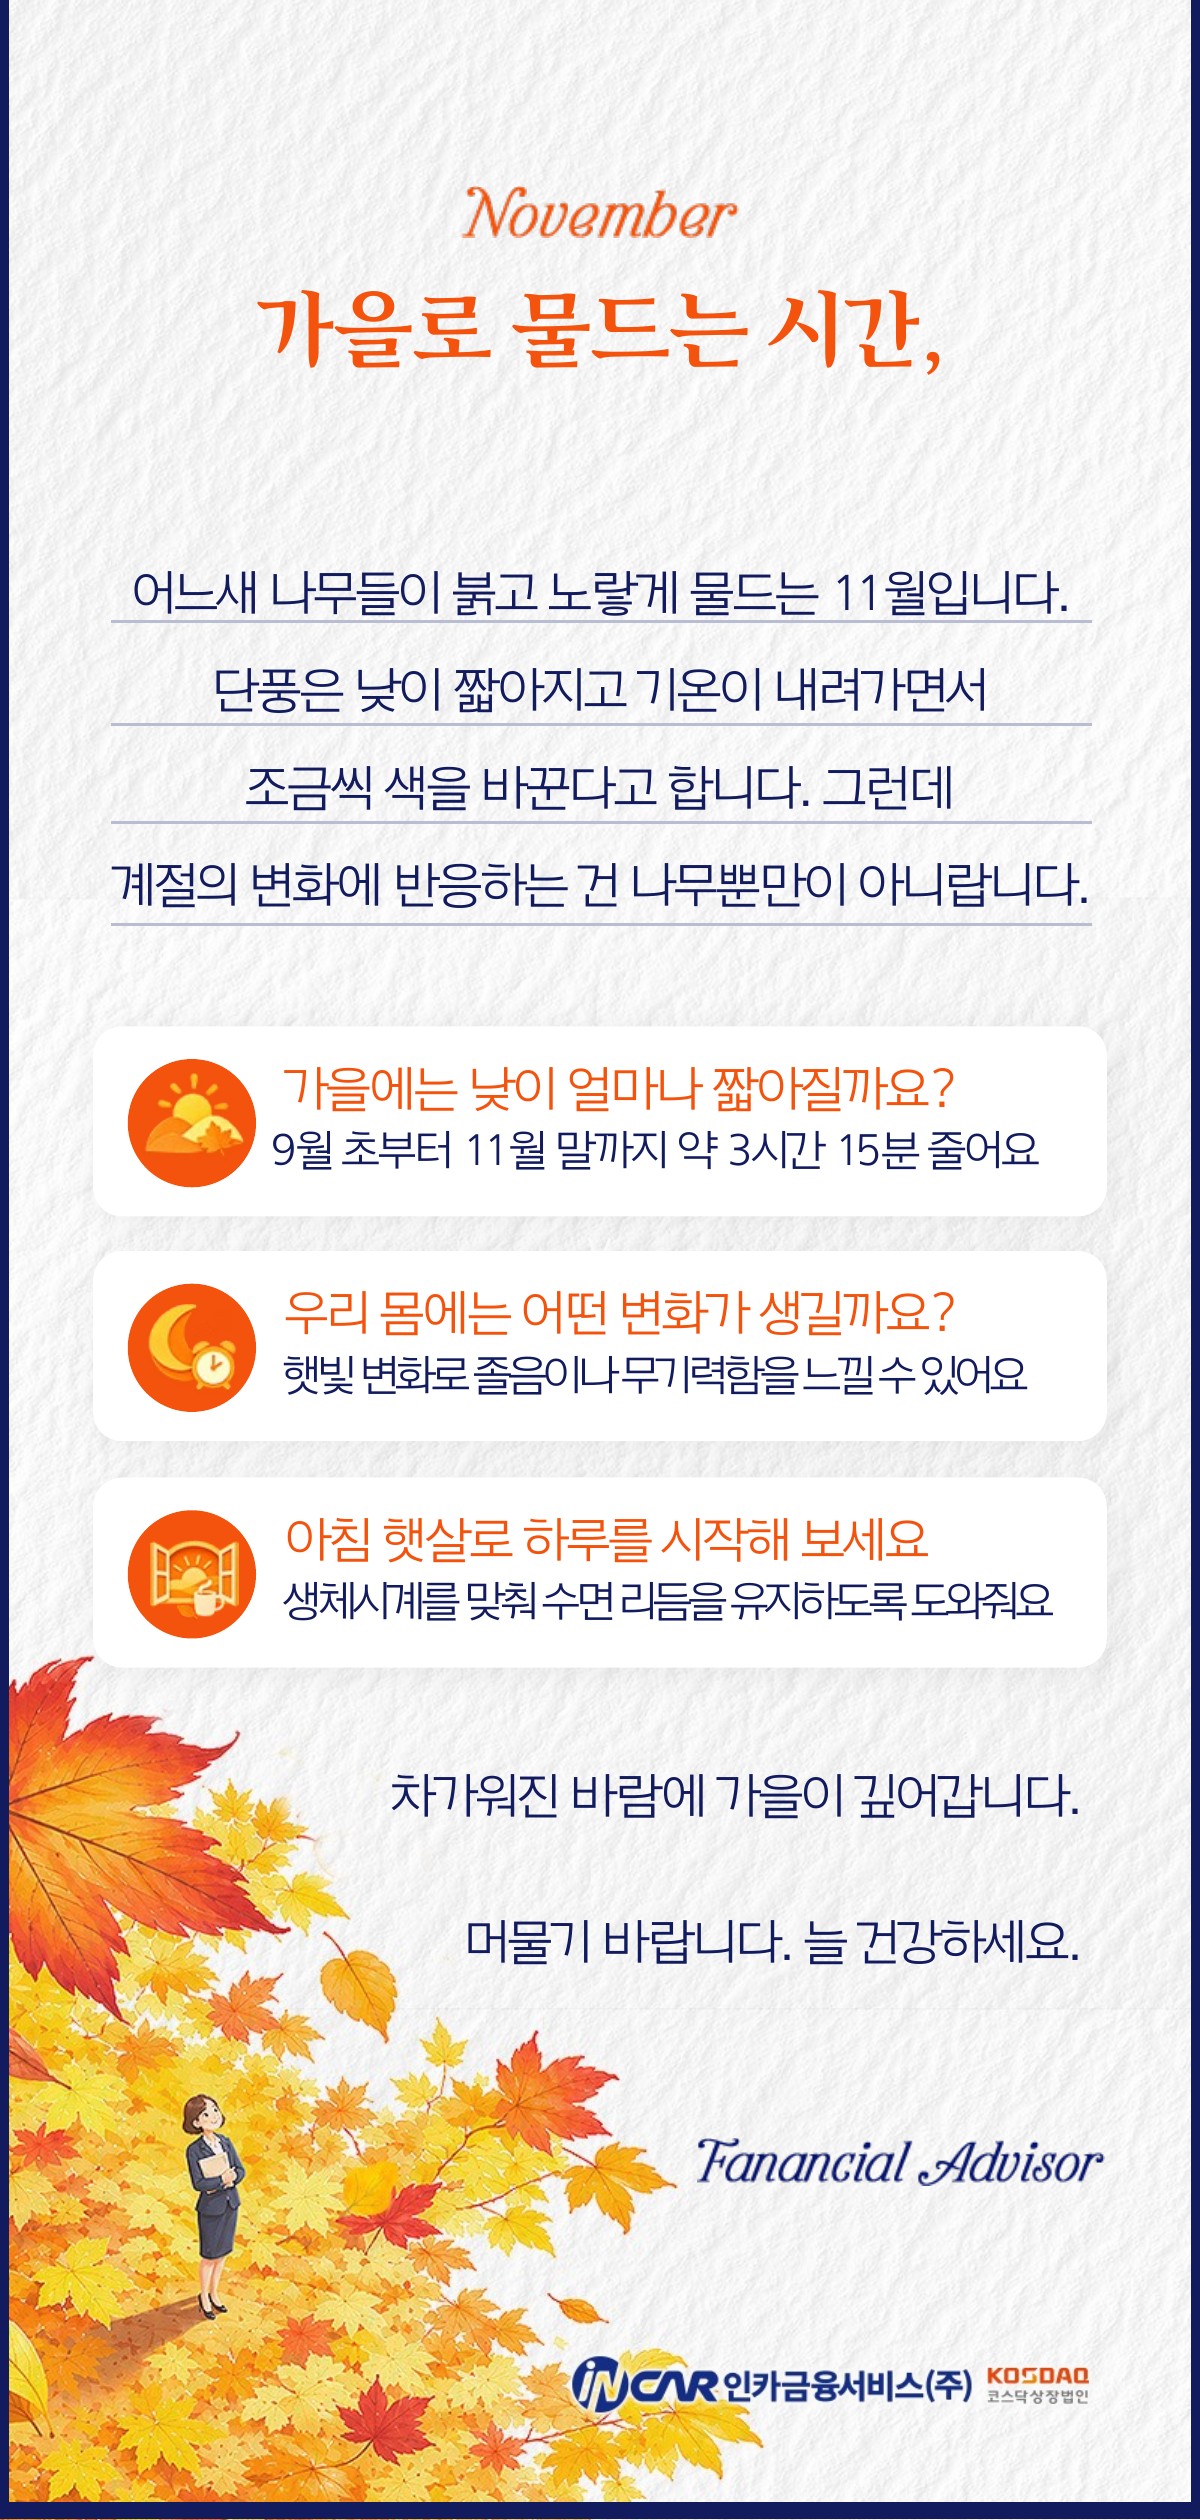 November
가을로 물드는 시간,
어느새 나무들이 붉고 노랗게 물드는 11월입니다.
단풍은 낮이 짧아지고 기온이 내려가면서
조금씩 색을 바꾼다고 합니다. 그런데
계절의 변화에 반응하는 건 나무뿐만이 아니랍니다.
가을에는 낮이 얼마나 짧아질까요?
9월 초부터 11월 말까지 약 3시간 15분 줄어요
우리 몸에는 어떤 변화가 생길까요?
햇빛 변화로 졸음이나 무기력함을 느낄 수 있어요
아침 햇살로 하루를 시작해 보세요
생체시계를 맞춰 수면 리듬을 유지하도록 도와줘요
차가워진 바람에 가을이 깊어갑니다.
머물기 바랍니다. 늘 건강하세요.
Fanancial Advisor
INCAR 인카금융서비스(주) KOSDAQ
코스닥상장법인